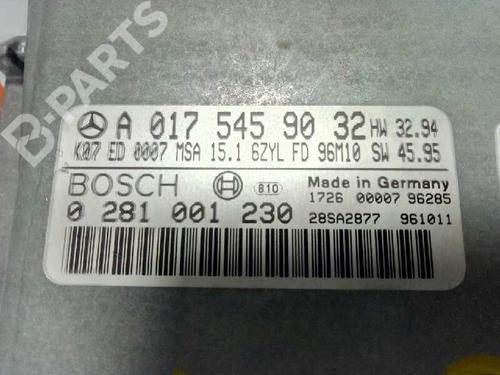 B-PARTS
A 017 545 90 32 HW 32.94
K07 ED 0007 MSA 15.1 6ZYL FD 96M10 SW 45.95
BOSCH 810 Made in Germany
1726 00007 96285
0 281 001 230 28SA2877 961011